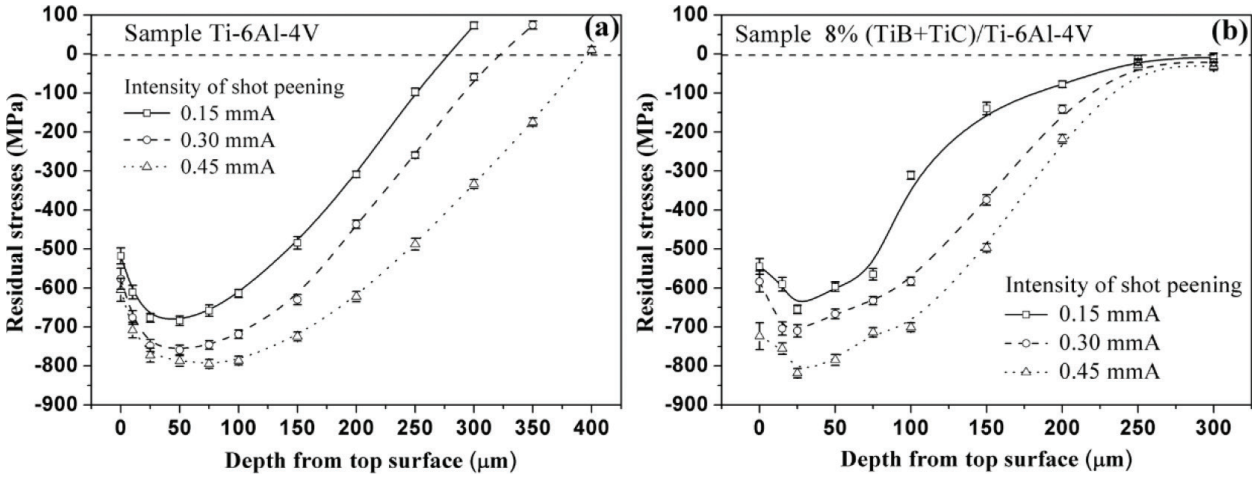 (a)
Sample Ti-6Al-4V
Intensity of shot peening
0.15 mmA
0.30 mmA
0.45 mmA
100
0
-100
-200
-300
-400
-500
-600
-700
-800
-900
Residual stresses (MPa)
0 50 100 150 200 250 300 350 400
Depth from top surface (μm)
(b)
Sample 8% (TiB+TiC)/Ti-6Al-4V
100
0
-100
-200
-300
-400
-500
-600
-700
-800
-900
Residual stresses (MPa)
Intensity of shot peening
0.15 mmA
0.30 mmA
0.45 mmA
0 50 100 150 200 250 300
Depth from top surface (μm)